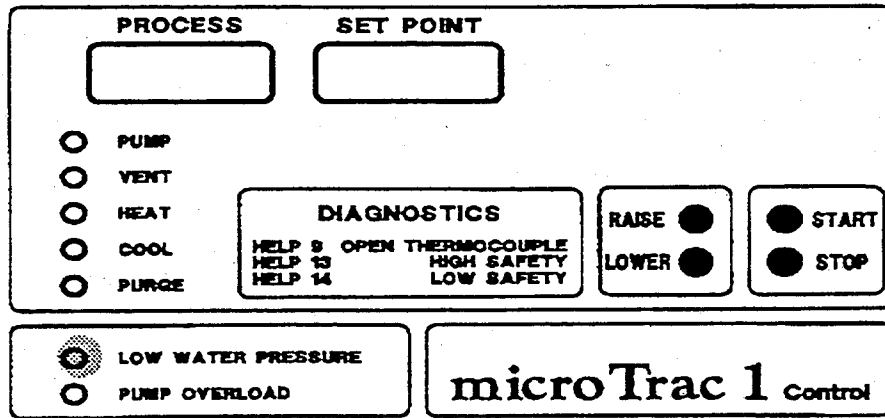 PROCESS SET POINT
PUMP
VENT
HEAT
COOL
PURGE
DIAGNOSTICS
HELP 9 OPEN THERMOCOUPLE
HELP 13 HIGH SAFETY
HELP 14 LOW SAFETY
RAISE
LOWER
START
STOP
LOW WATER PRESSURE
PUMP OVERLOAD
microTrac 1 Control